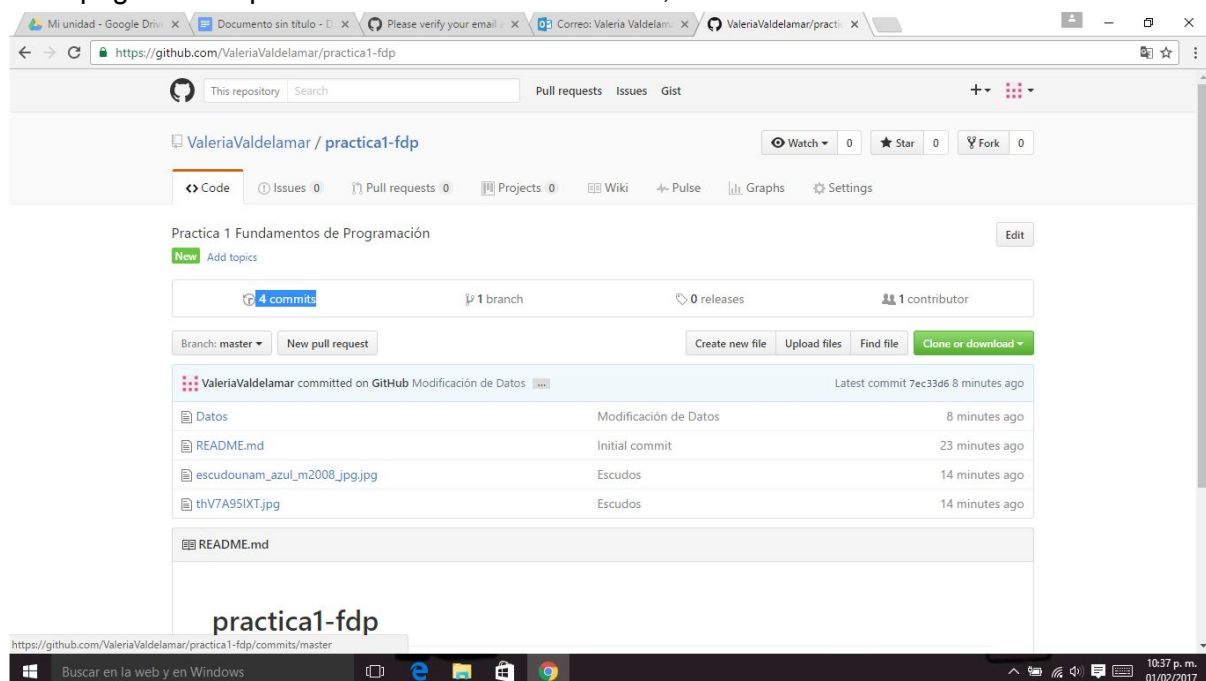 Mi unidad - Google Driv
Documento sin título - D
Please verify your email a
Correo: Valeria Valdelam
ValeriaValdelamar/practic
https://github.com/ValeriaValdelamar/practica1-fdp
This repository Search Pull requests Issues Gist
ValeriaValdelamar / practica1-fdp
Watch 0 Star 0 Fork 0
Code Issues 0 Pull requests 0 Projects 0 Wiki Pulse Graphs Settings
Practica 1 Fundamentos de Programación Edit
New Add topics
4 commits 1 branch 0 releases 1 contributor
Branch: master New pull request Create new file Upload files Find file Clone or download
ValeriaValdelamar committed on GitHub Modificación de Datos ... Latest commit 7ec33d6 8 minutes ago
Datos Modificación de Datos 8 minutes ago
README.md Initial commit 23 minutes ago
escudounam_azul_m2008_jpg.jpg Escudos 14 minutes ago
thV7A95IXT.jpg Escudos 14 minutes ago
README.md
practica1-fdp
https://github.com/ValeriaValdelamar/practica1-fdp/commits/master
Buscar en la web y en Windows
10:37 p. m.
01/02/2017